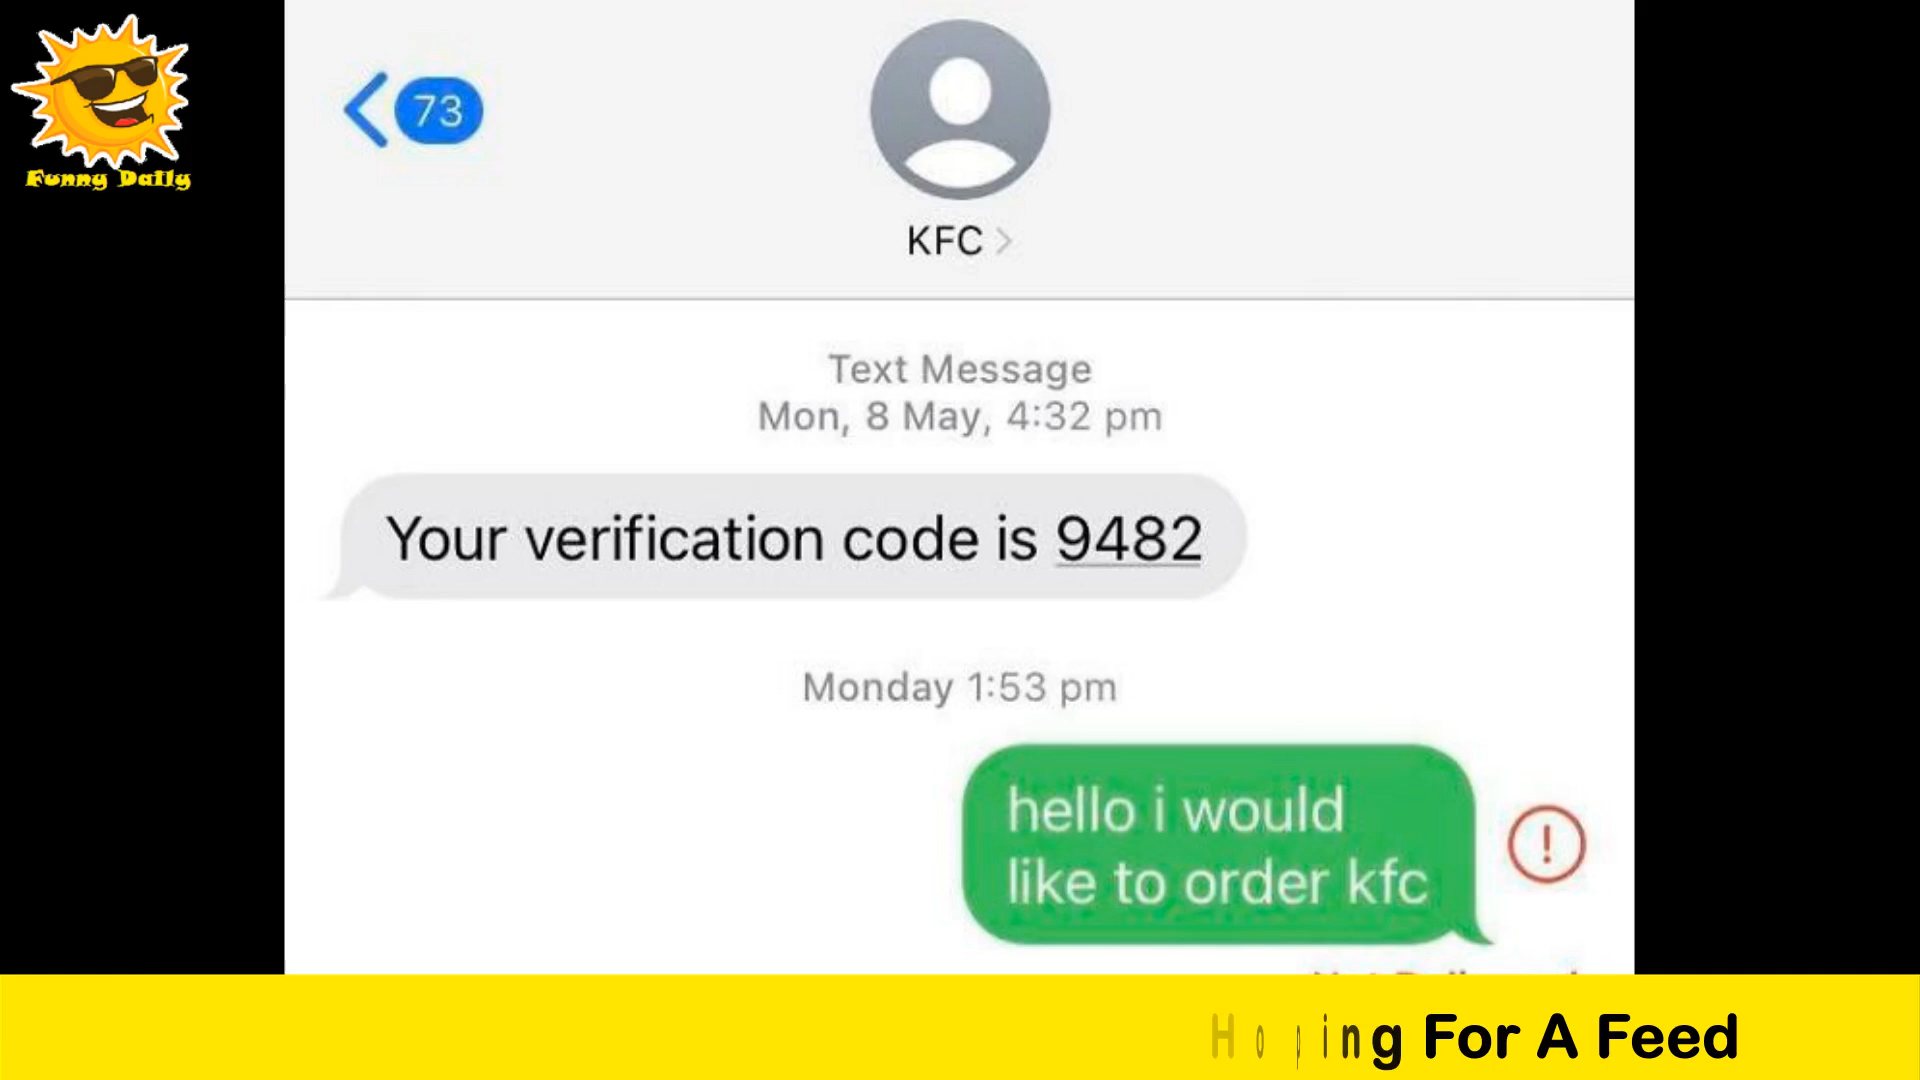 Funny Daily
73
KFC
Text Message
Mon, 8 May, 4:32 pm
Your verification code is 9482
Monday 1:53 pm
hello i would
like to order kfc
!
Hoping For A Feed